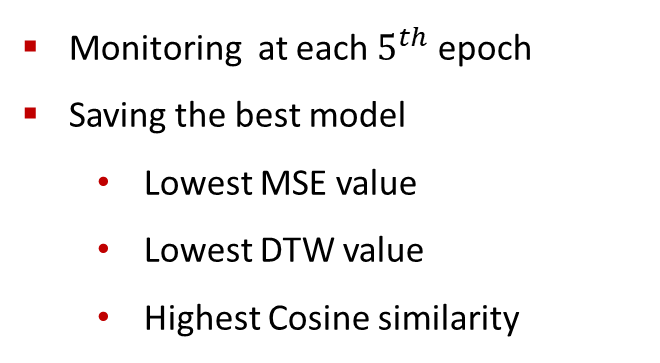 Monitoring at each 5th epoch
Saving the best model
Lowest MSE value
Lowest DTW value
Highest Cosine similarity